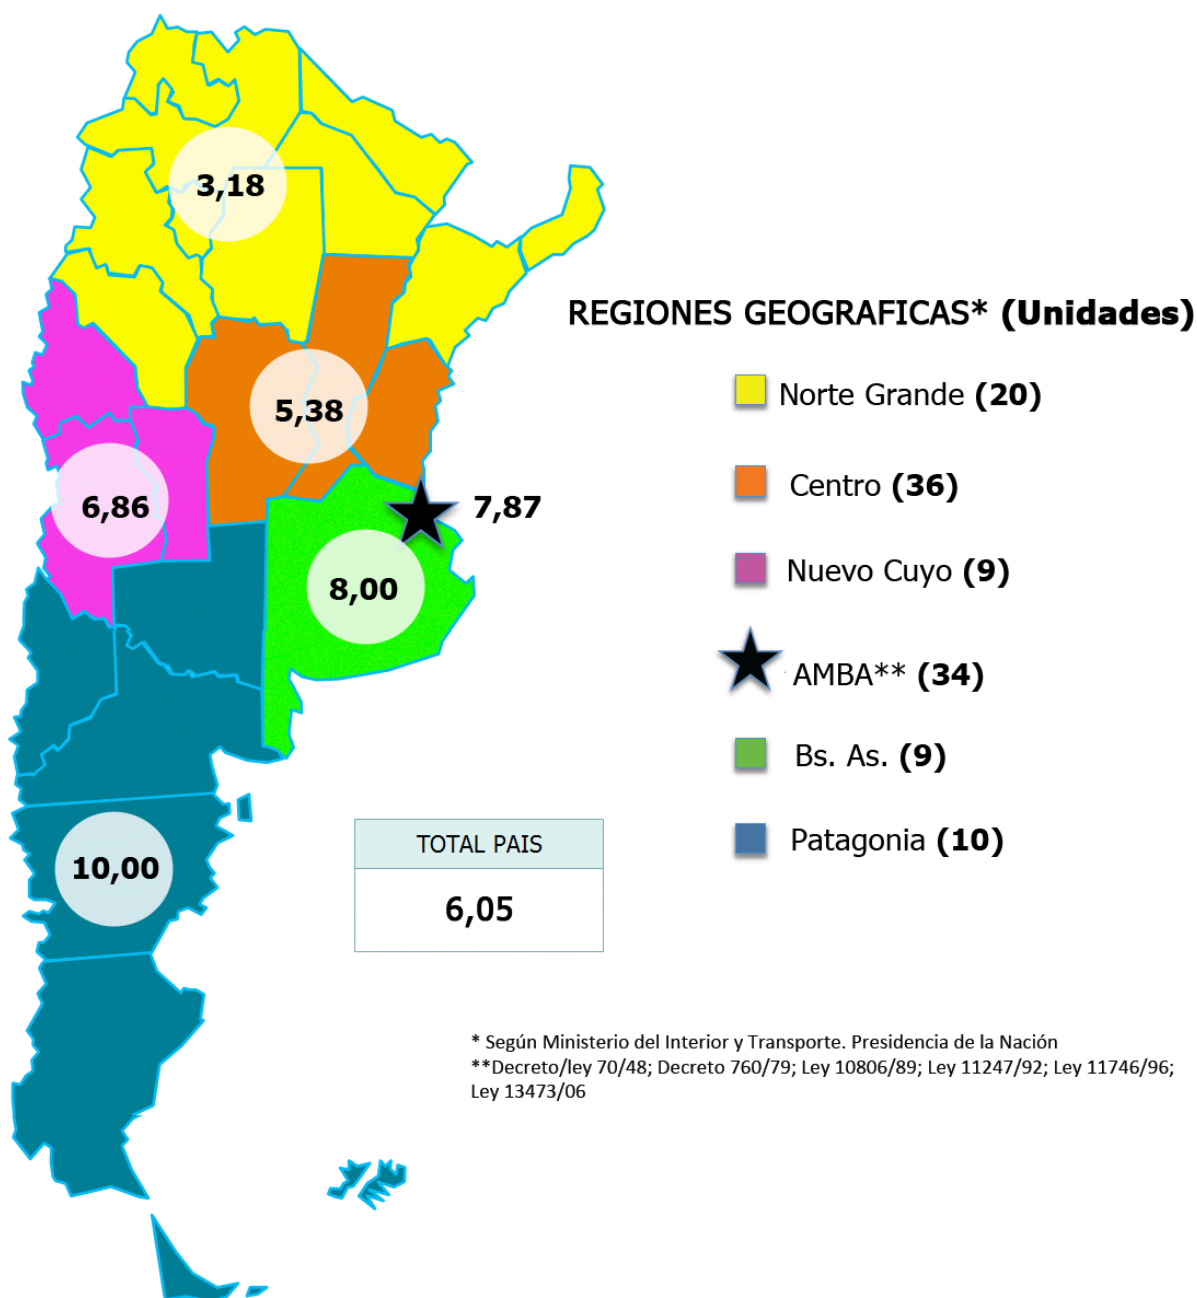 3,18
REGIONES GEOGRAFICAS* (Unidades)
Norte Grande (20)
5,38
Centro (36)
6,86
7,87
Nuevo Cuyo (9)
8,00
AMBA** (34)
Bs. As. (9)
Patagonia (10)
TOTAL PAIS
10,00
6,05
* Según Ministerio del Interior y Transporte. Presidencia de la Nación
**Decreto/ley 70/48; Decreto 760/79; Ley 10806/89; Ley 11247/92; Ley 11746/96;
Ley 13473/06